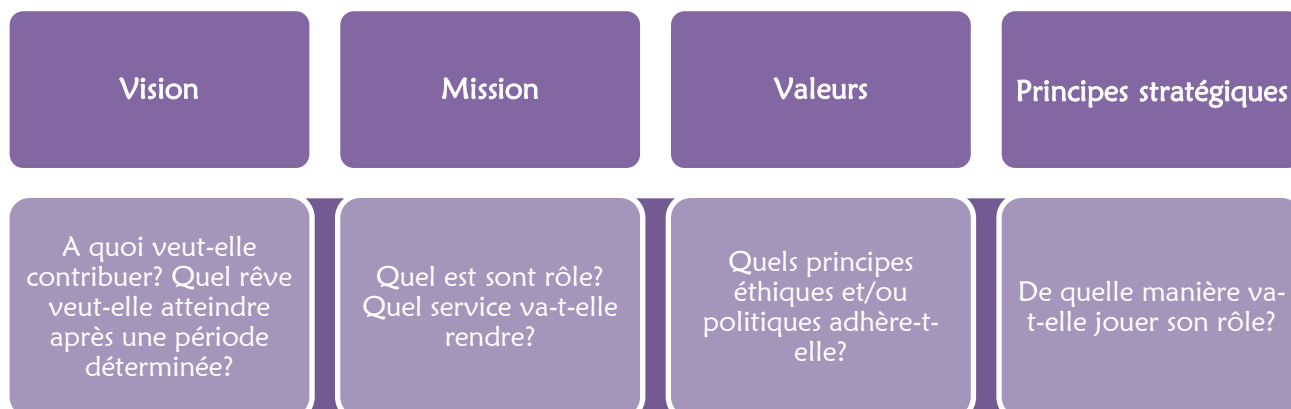 Vision
Mission
Valeurs
Principes stratégiques
A quoi veut-elle
contribuer? Quel rêve
veut-elle atteindre
après une période
déterminée?
Quel est sont rôle?
Quel service va-t-elle
rendre?
Quels principes
éthiques et/ou
politiques adhère-t-
elle?
De quelle manière va-
t-elle jouer son rôle?